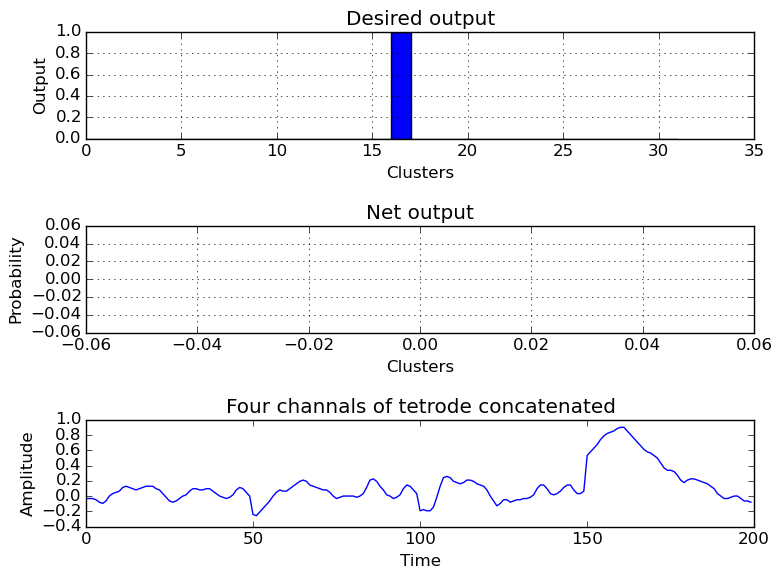 Desired output
1.0
0.8
0.6
0.4
0.2
0.0
Output
0 5 10 15 20 25 30 35
Clusters
Net output
0.06
0.04
0.02
0.00
−0.02
−0.04
−0.06
Probability
−0.06 −0.04 −0.02 0.00 0.02 0.04 0.06
Clusters
Four channals of tetrode concatenated
1.0
0.8
0.6
0.4
0.2
0.0
−0.2
−0.4
Amplitude
0 50 100 150 200
Time